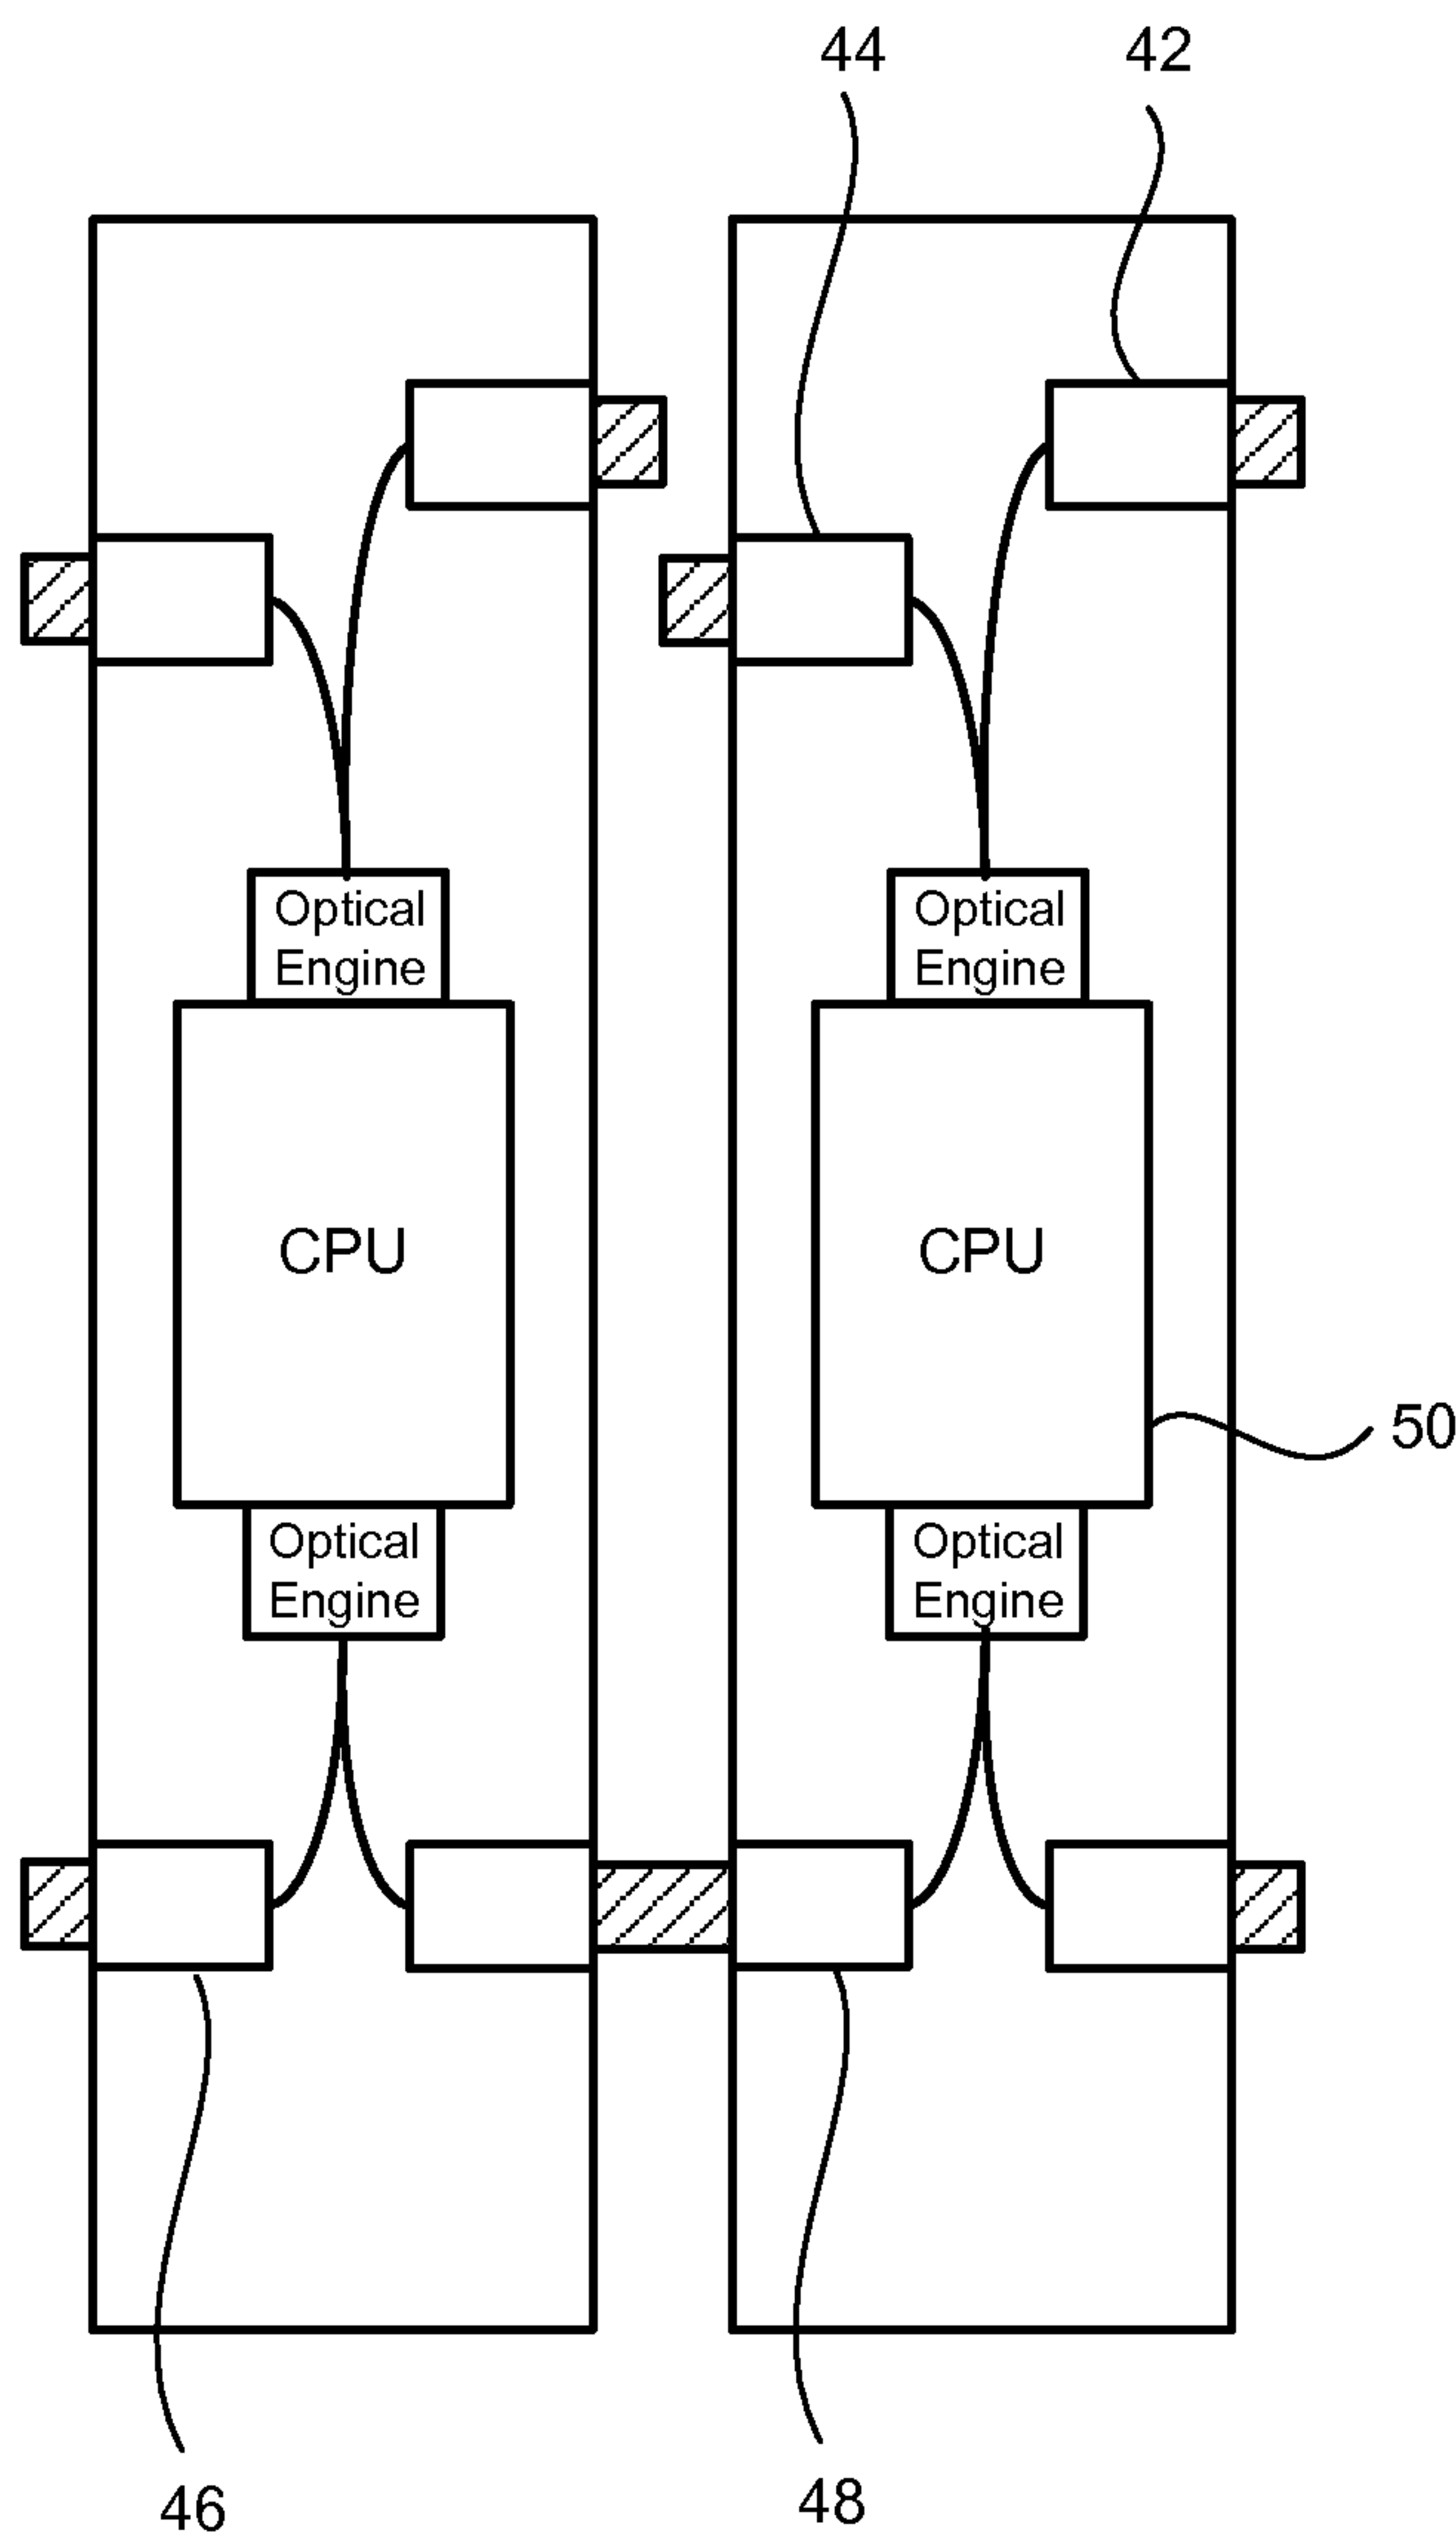 44
42
Optical
Engine
Optical
Engine
CPU
CPU
50
Optical
Engine
Optical
Engine
46
48